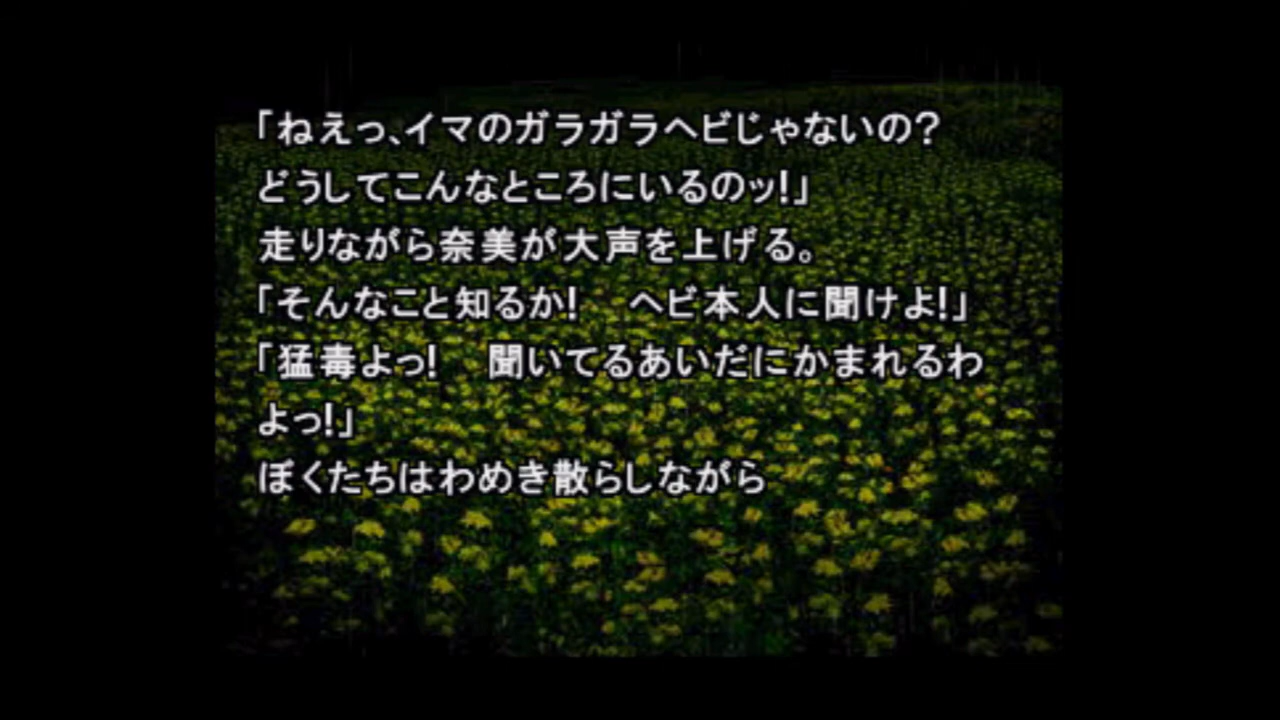 「ねえっ、イマのガラガラヘビじゃないの？
どうしてこんなところにいるのッ！」
走りながら奈美が大声を上げる。
「そんなこと知るか！　ヘビ本人に聞けよ！」
「猛毒よっ！　聞いてるあいだにかまれるわ
よっ！」
ぼくたちはわめき散らしながら